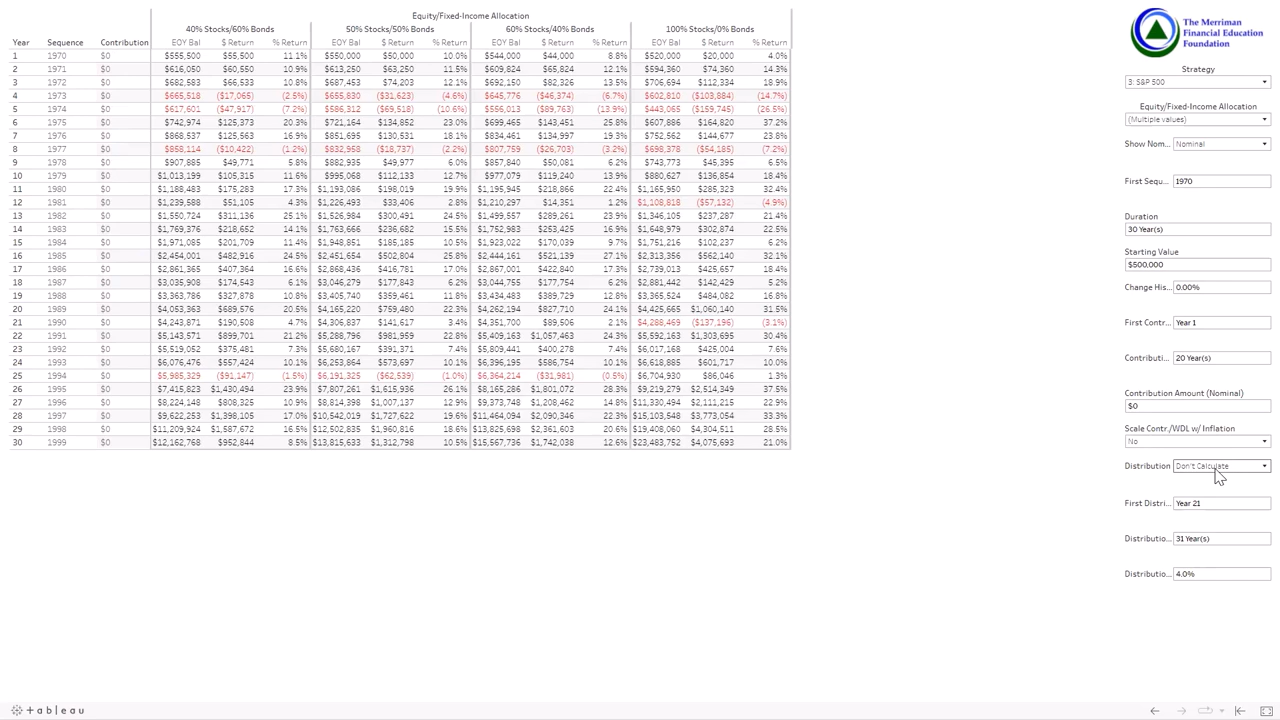 Equity/Fixed-Income Allocation
40% Stocks/60% Bonds 50% Stocks/50% Bonds 60% Stocks/40% Bonds 100% Stocks/0% Bonds
Year Sequence Contribution EOY Bal $ Return % Return EOY Bal $ Return % Return EOY Bal $ Return % Return EOY Bal $ Return % Return
1 1970 $0 $555,500 $55,500 11.1% $550,000 $50,000 10.0% $544,000 $44,000 8.8% $520,000 $20,000 4.0%
2 1971 $0 $616,050 $60,550 10.9% $613,250 $63,250 11.5% $609,824 $65,824 12.1% $594,360 $74,360 14.3%
3 1972 $0 $682,583 $66,533 10.8% $687,453 $74,203 12.1% $692,150 $82,326 13.5% $706,694 $112,334 18.9%
4 1973 $0 $665,518 ($17,065) (2.5%) $655,830 ($31,623) (4.6%) $645,776 ($46,374) (6.7%) $602,810 ($103,884) (14.7%)
5 1974 $0 $617,601 ($47,917) (7.2%) $586,312 ($69,518) (10.6%) $556,013 ($89,763) (13.9%) $443,065 ($159,745) (26.5%)
6 1975 $0 $742,974 $125,373 20.3% $721,164 $134,852 23.0% $699,465 $143,451 25.8% $607,886 $164,820 37.2%
7 1976 $0 $868,537 $125,563 16.9% $851,695 $130,531 18.1% $834,461 $134,997 19.3% $752,562 $144,677 23.8%
8 1977 $0 $858,114 ($10,422) (1.2%) $832,958 ($18,737) (2.2%) $807,759 ($26,703) (3.2%) $698,378 ($54,185) (7.2%)
9 1978 $0 $907,885 $49,771 5.8% $882,935 $49,977 6.0% $857,840 $50,081 6.2% $743,773 $45,395 6.5%
10 1979 $0 $1,013,199 $105,315 11.6% $995,068 $112,133 12.7% $977,079 $119,240 13.9% $880,627 $136,854 18.4%
11 1980 $0 $1,188,483 $175,283 17.3% $1,193,086 $198,019 19.9% $1,195,945 $218,866 22.4% $1,165,950 $285,323 32.4%
12 1981 $0 $1,239,588 $51,105 4.3% $1,226,493 $33,406 2.8% $1,210,297 $14,351 1.2% $1,108,818 ($57,132) (4.9%)
13 1982 $0 $1,550,724 $311,136 25.1% $1,526,984 $300,491 24.5% $1,499,557 $289,261 23.9% $1,346,105 $237,287 21.4%
14 1983 $0 $1,769,376 $218,652 14.1% $1,763,666 $236,682 15.5% $1,752,983 $253,425 16.9% $1,648,979 $302,874 22.5%
15 1984 $0 $1,971,085 $201,709 11.4% $1,948,851 $185,185 10.5% $1,923,022 $170,039 9.7% $1,751,216 $102,237 6.2%
16 1985 $0 $2,454,001 $482,916 24.5% $2,451,654 $502,804 25.8% $2,444,161 $521,139 27.1% $2,313,356 $562,140 32.1%
17 1986 $0 $2,861,365 $407,364 16.6% $2,868,436 $416,781 17.0% $2,867,001 $422,840 17.3% $2,739,013 $425,657 18.4%
18 1987 $0 $3,035,908 $174,543 6.1% $3,046,279 $177,843 6.2% $3,044,755 $177,754 6.2% $2,881,442 $142,429 5.2%
19 1988 $0 $3,363,786 $327,878 10.8% $3,405,740 $359,461 11.8% $3,434,483 $389,729 12.8% $3,365,524 $484,082 16.8%
20 1989 $0 $4,053,363 $689,576 20.5% $4,165,220 $759,480 22.3% $4,262,194 $827,710 24.1% $4,425,665 $1,060,140 31.5%
21 1990 $0 $4,243,871 $190,508 4.7% $4,306,837 $141,617 3.4% $4,351,700 $89,506 2.1% $4,288,469 ($137,196) (3.1%)
22 1991 $0 $5,143,571 $899,701 21.2% $5,288,796 $981,959 22.8% $5,409,163 $1,057,463 24.3% $5,592,163 $1,303,695 30.4%
23 1992 $0 $5,519,052 $375,481 7.3% $5,680,167 $391,371 7.4% $5,809,441 $400,278 7.4% $6,017,168 $425,004 7.6%
24 1993 $0 $6,076,476 $557,424 10.1% $6,253,864 $573,697 10.1% $6,396,195 $586,754 10.1% $6,618,885 $601,717 10.0%
25 1994 $0 $5,985,329 ($91,147) (1.5%) $6,191,325 ($62,539) (1.0%) $6,364,214 ($31,981) (0.5%) $6,704,930 $86,046 1.3%
26 1995 $0 $7,415,823 $1,430,494 23.9% $7,807,261 $1,615,936 26.1% $8,165,286 $1,801,072 28.3% $9,219,279 $2,514,349 37.5%
27 1996 $0 $8,224,148 $808,325 10.9% $8,814,398 $1,007,137 12.9% $9,373,748 $1,208,462 14.8% $11,330,494 $2,111,215 22.9%
28 1997 $0 $9,622,253 $1,398,105 17.0% $10,542,019 $1,727,622 19.6% $11,464,094 $2,090,346 22.3% $15,103,548 $3,773,054 33.3%
29 1998 $0 $11,209,924 $1,587,672 16.5% $12,502,835 $1,960,816 18.6% $13,825,698 $2,361,603 20.6% $19,408,060 $4,304,511 28.5%
30 1999 $0 $12,162,768 $952,844 8.5% $13,815,633 $1,312,798 10.5% $15,567,736 $1,742,038 12.6% $23,483,752 $4,075,693 21.0%
The Merriman
Financial Education
Foundation
Strategy
3: S&P 500
Equity/Fixed-Income Allocation
(Multiple values)
Show Nom... Nominal
First Sequ... 1970
Duration
30 Year(s)
Starting Value
$500,000
Change His... 0.00%
First Contr... Year 1
Contributi... 20 Year(s)
Contribution Amount (Nominal)
$0
Scale Contr./WDL w/ Inflation
No
Distribution Don't Calculate
First Distri... Year 21
Distributio... 31 Year(s)
Distributio... 4.0%
+ableau